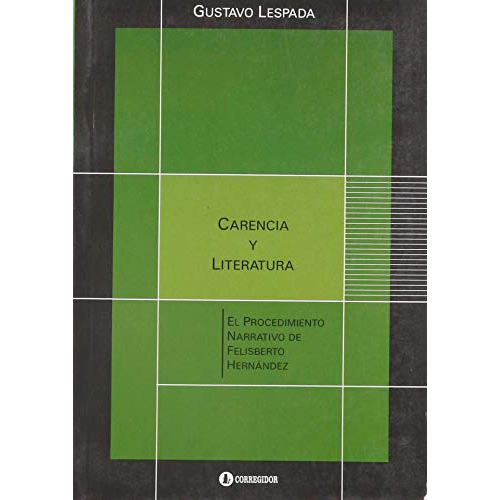 GUSTAVO LESPADA
CARENCIA
Y
LITERATURA
EL PROCEDIMIENTO
NARRATIVO DE
FELISBERTO
HERNÁNDEZ
CORREGIDOR